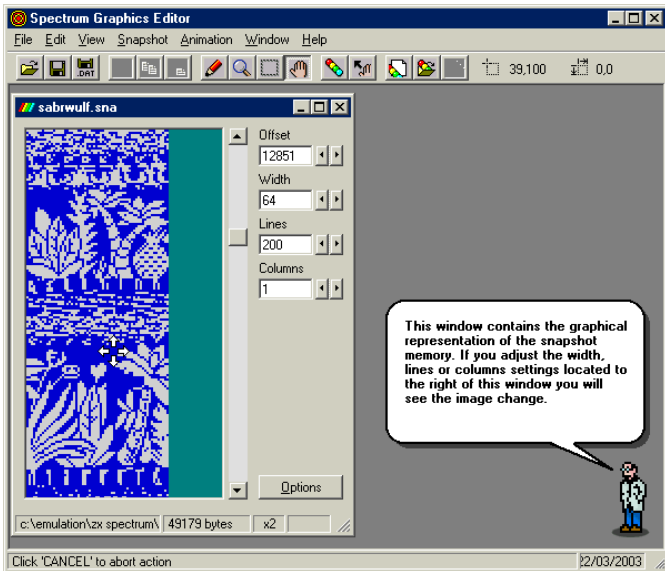 Spectrum Graphics Editor
File Edit View Snapshot Animation Window Help
.DAT 39,100 0,0
sabrwulf.sna
Offset
12851
Width
64
Lines
200
Columns
1
This window contains the graphical
representation of the snapshot
memory. If you adjust the width,
lines or columns settings located to
the right of this window you will
see the image change.
Options
c:\emulation\zx spectrum\ 49179 bytes x2
Click 'CANCEL' to abort action 22/03/2003